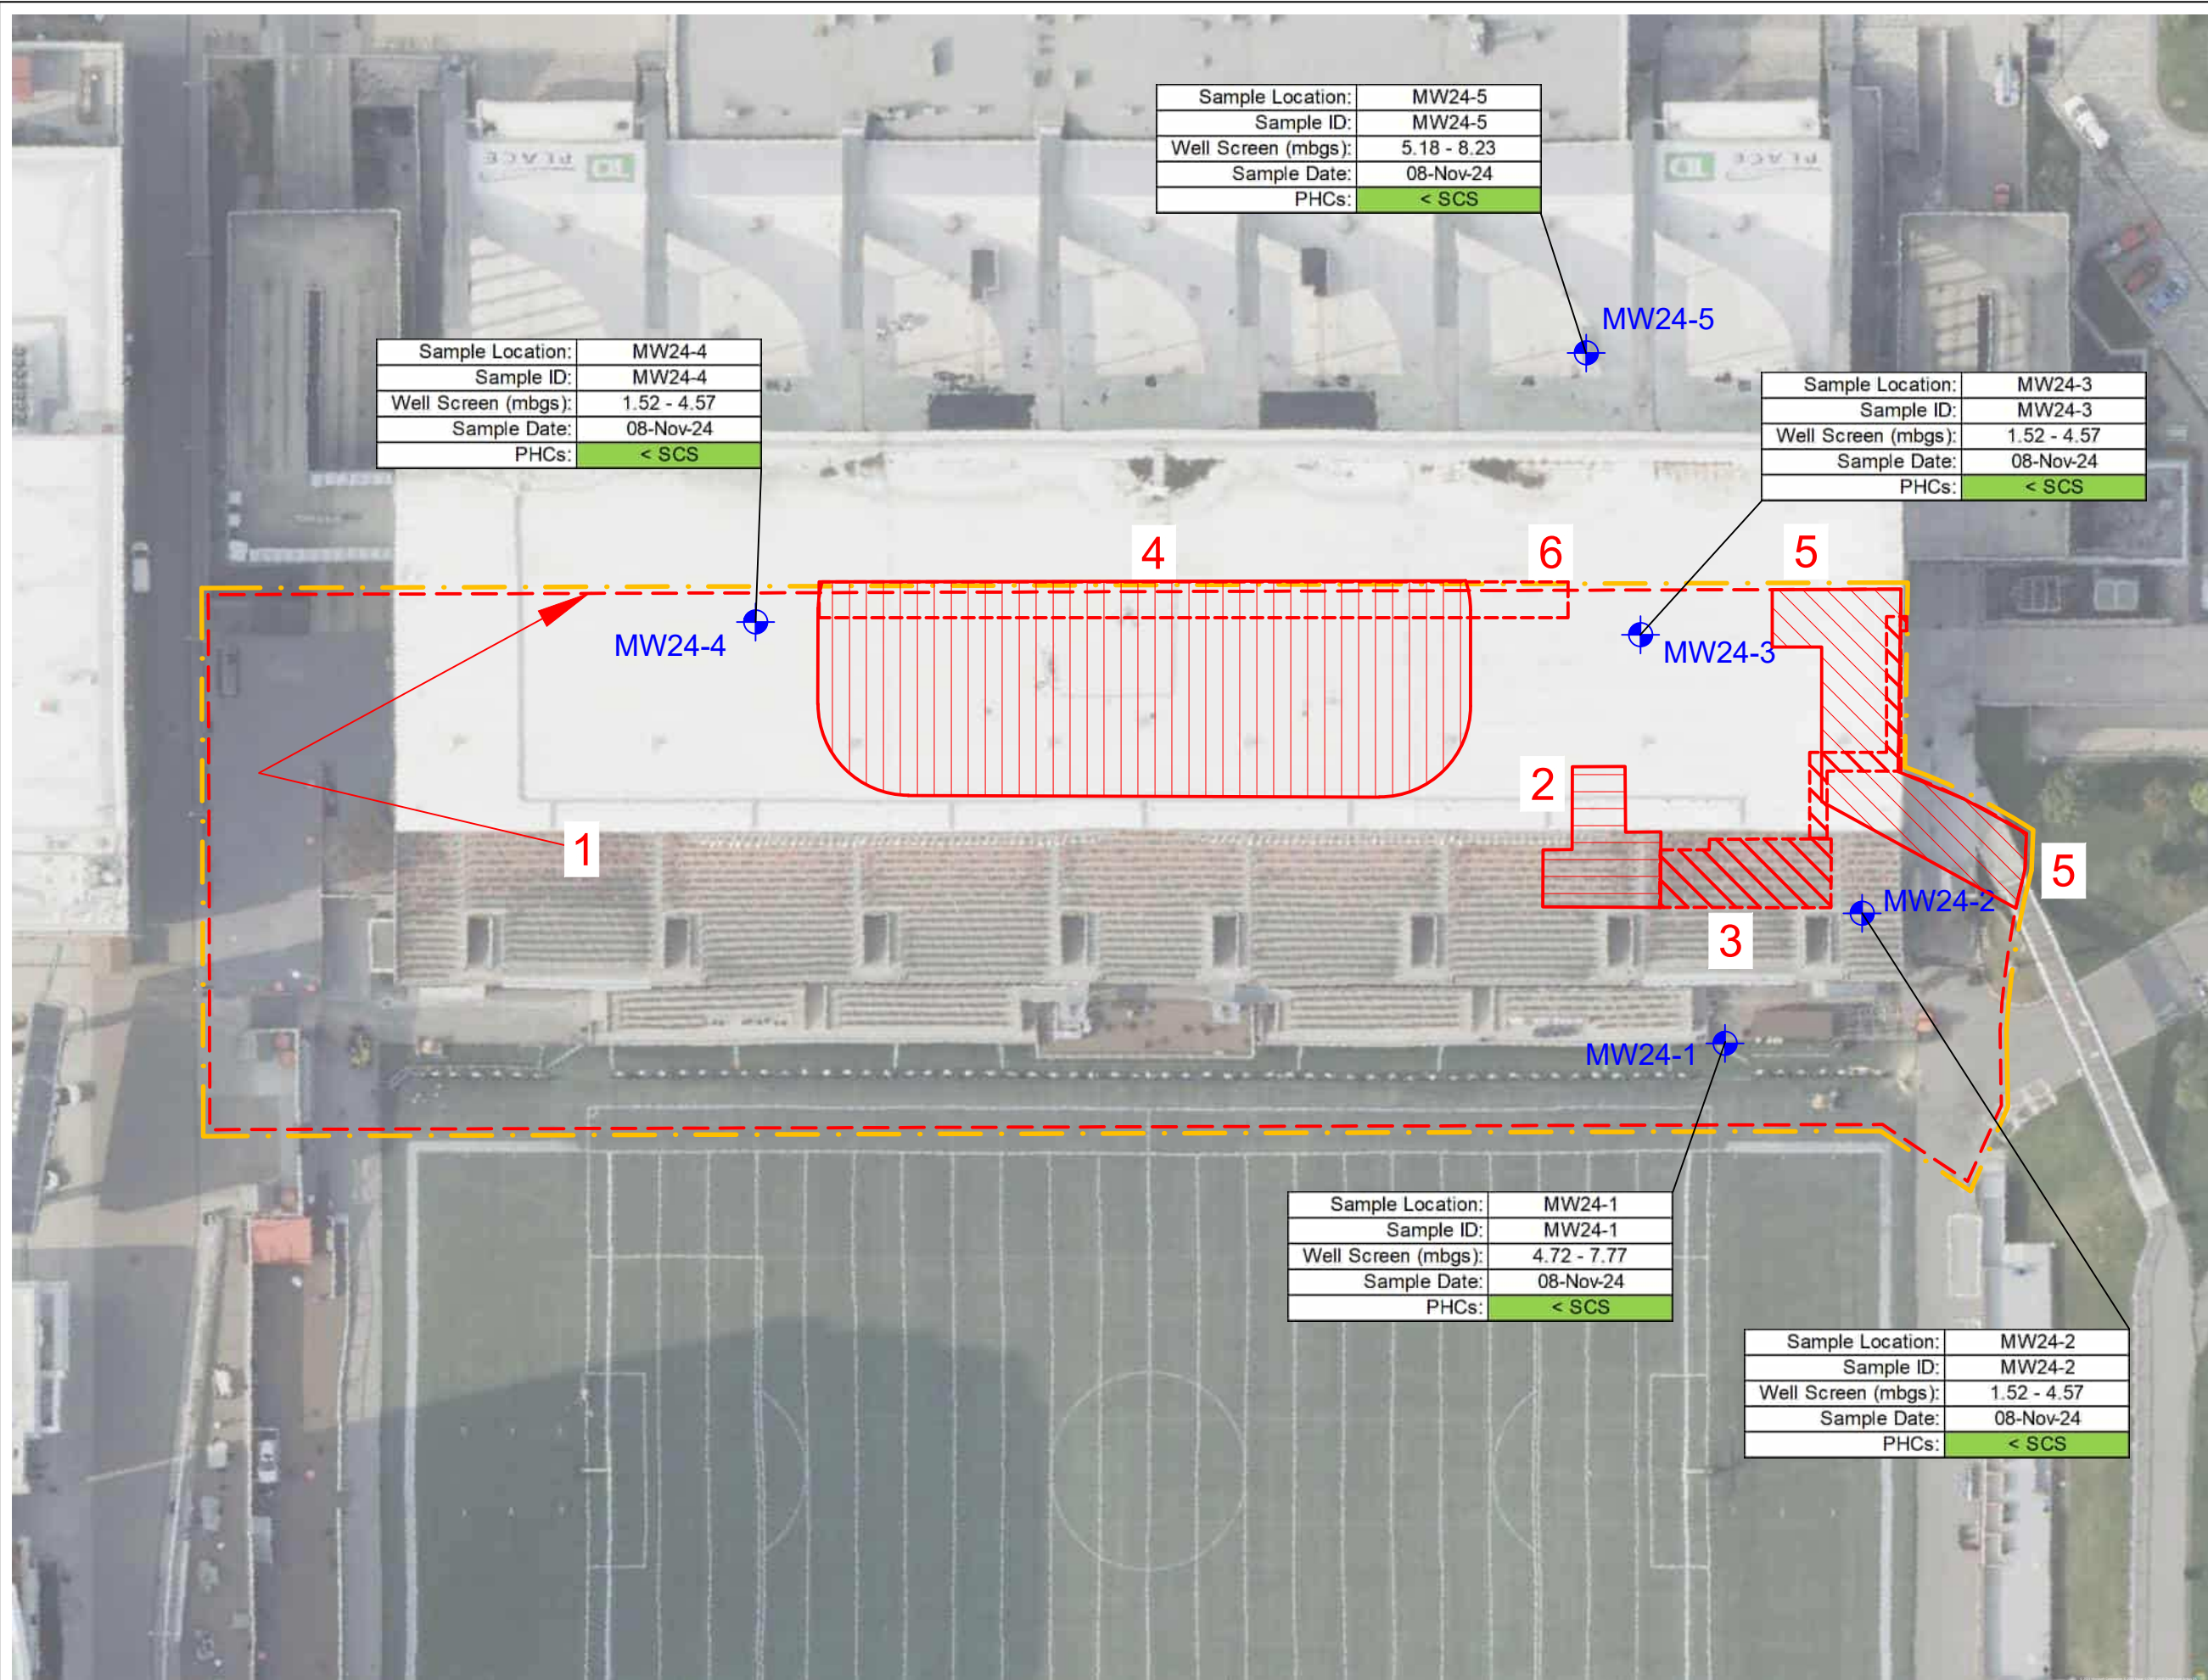 Sample Location: MW24-5
Sample ID: MW24-5
Well Screen (mbgs): 5.18 - 8.23
Sample Date: 08-Nov-24
PHCs: < SCS
PLACE TD
PLACE TD
MW24-5
Sample Location: MW24-4
Sample ID: MW24-4
Well Screen (mbgs): 1.52 - 4.57
Sample Date: 08-Nov-24
PHCs: < SCS
Sample Location: MW24-3
Sample ID: MW24-3
Well Screen (mbgs): 1.52 - 4.57
Sample Date: 08-Nov-24
PHCs: < SCS
4
6
5
MW24-4
MW24-3
2
1
5
MW24-2
3
MW24-1
Sample Location: MW24-1
Sample ID: MW24-1
Well Screen (mbgs): 4.72 - 7.77
Sample Date: 08-Nov-24
PHCs: < SCS
Sample Location: MW24-2
Sample ID: MW24-2
Well Screen (mbgs): 1.52 - 4.57
Sample Date: 08-Nov-24
PHCs: < SCS